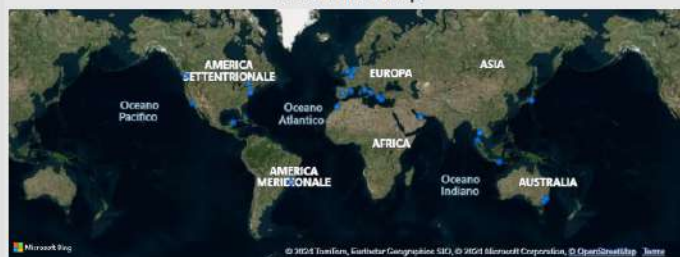 AMERICA
SETTENTRIONALE
EUROPA
ASIA
Oceano
Pacifico
Oceano
Atlantico
AFRICA
AMERICA
MERIDIONALE
Oceano
Indiano
AUSTRALIA
Microsoft Bing
© 2024 TomTom, Earthstar Geographics SIO, © 2024 Microsoft Corporation, © OpenStreetMap Terms